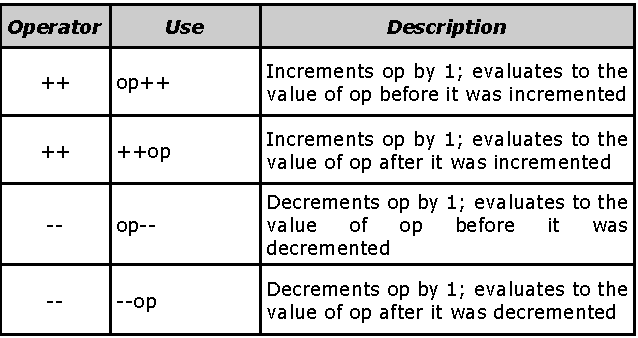 Operator Use Description
++ op++ Increments op by 1; evaluates to the
value of op before it was incremented
++ ++op Increments op by 1; evaluates to the
value of op after it was incremented
-- op-- Decrements op by 1; evaluates to the
value of op before it was
decremented
-- --op Decrements op by 1; evaluates to the
value of op after it was decremented